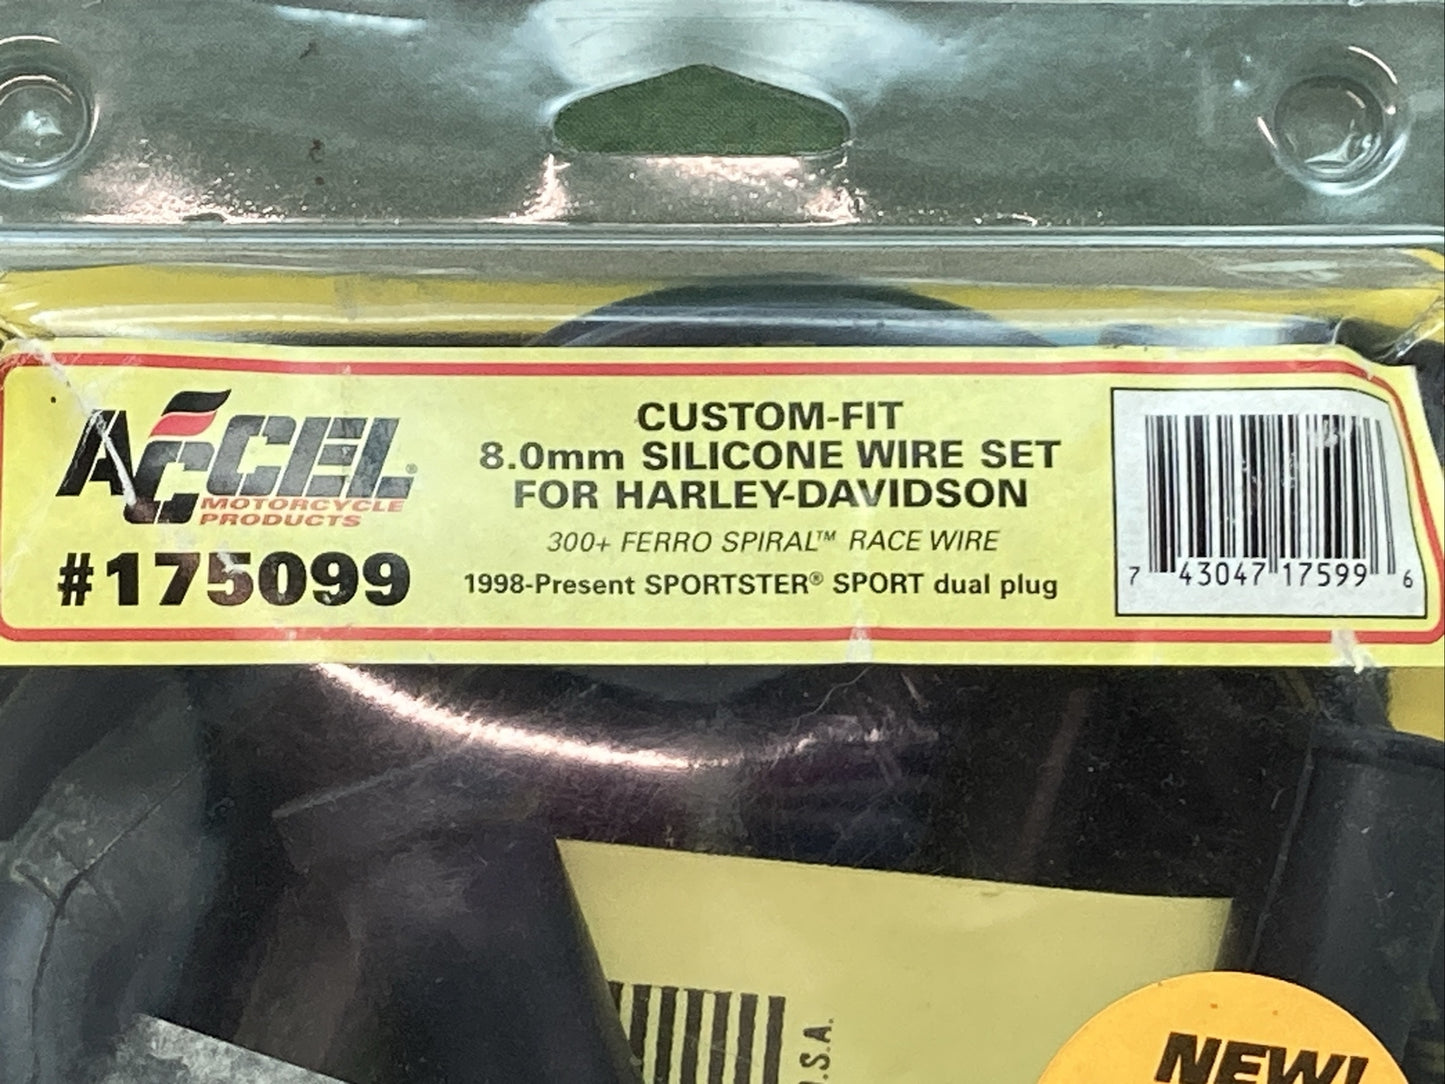 ACCEL®
MOTORCYCLE
PRODUCTS
#175099
CUSTOM-FIT
8.0mm SILICONE WIRE SET
FOR HARLEY-DAVIDSON
300+ FERRO SPIRAL™ RACE WIRE
1998-Present SPORTSTER® SPORT dual plug
7 43047 17599 6
.S.A.
NEW!